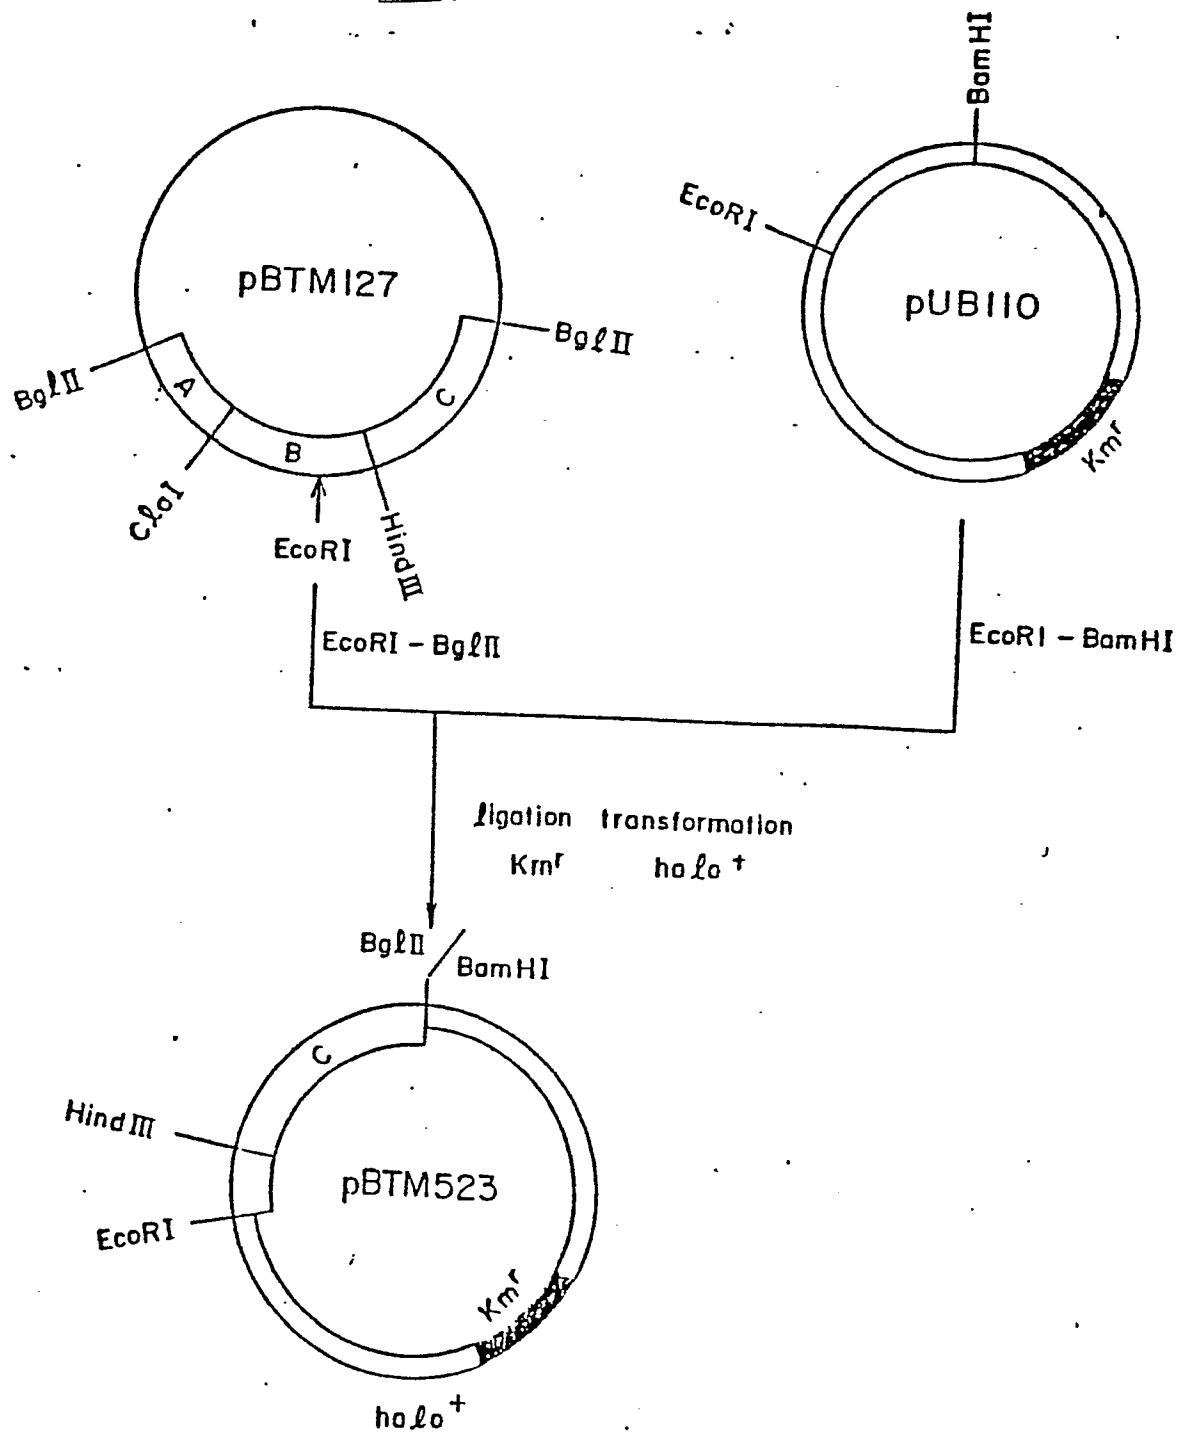 BamHI
EcoRI
pBTM127
pUB110
BglII
BglII
A
C
B
Kmr
ClaI
EcoRI
HindIII
EcoRI - BglII
EcoRI - BamHI
ligation transformation
Kmr halo +
BglII
BamHI
C
HindIII
pBTM523
EcoRI
Kmr
halo +